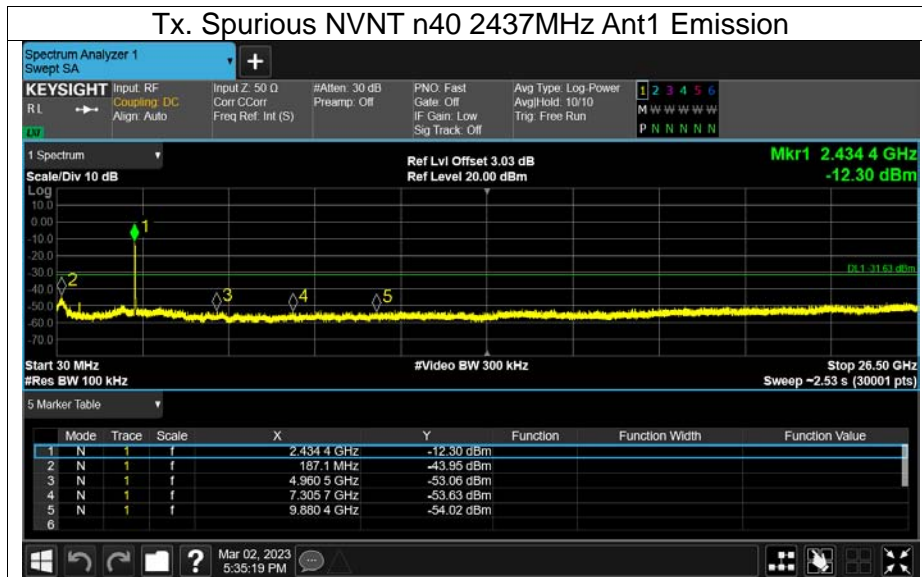 Tx. Spurious NVNT n40 2437MHz Ant1 Emission
Spectrum Analyzer 1
Swept SA
+
KEYSIGHT Input: RF Input Z: 50 Ω #Atten: 30 dB PNO: Fast Avg Type: Log-Power 1 2 3 4 5 6
RL Coupling: DC Corr CCorr Preamp: Off Gate: Off Avg|Hold: 10/10 M W W W W W
Align: Auto Freq Ref: Int (S) IF Gain: Low Trig: Free Run
Sig Track: Off P N N N N N
LXI
1 Spectrum Ref Lvl Offset 3.03 dB Mkr1 2.434 4 GHz
Scale/Div 10 dB Ref Level 20.00 dBm -12.30 dBm
Log
10.0
0.00
-10.0
-20.0
-30.0
-40.0
-50.0
-60.0
-70.0
1
2
3
4
5
DL1 -31.63 dBm
Start 30 MHz #Video BW 300 kHz Stop 26.50 GHz
#Res BW 100 kHz Sweep ~2.53 s (30001 pts)
5 Marker Table
Mode Trace Scale X Y Function Function Width Function Value
1 N 1 f 2.434 4 GHz -12.30 dBm
2 N 1 f 187.1 MHz -43.95 dBm
3 N 1 f 4.960 5 GHz -53.06 dBm
4 N 1 f 7.305 7 GHz -53.63 dBm
5 N 1 f 9.880 4 GHz -54.02 dBm
6
? Mar 02, 2023
5:35:19 PM